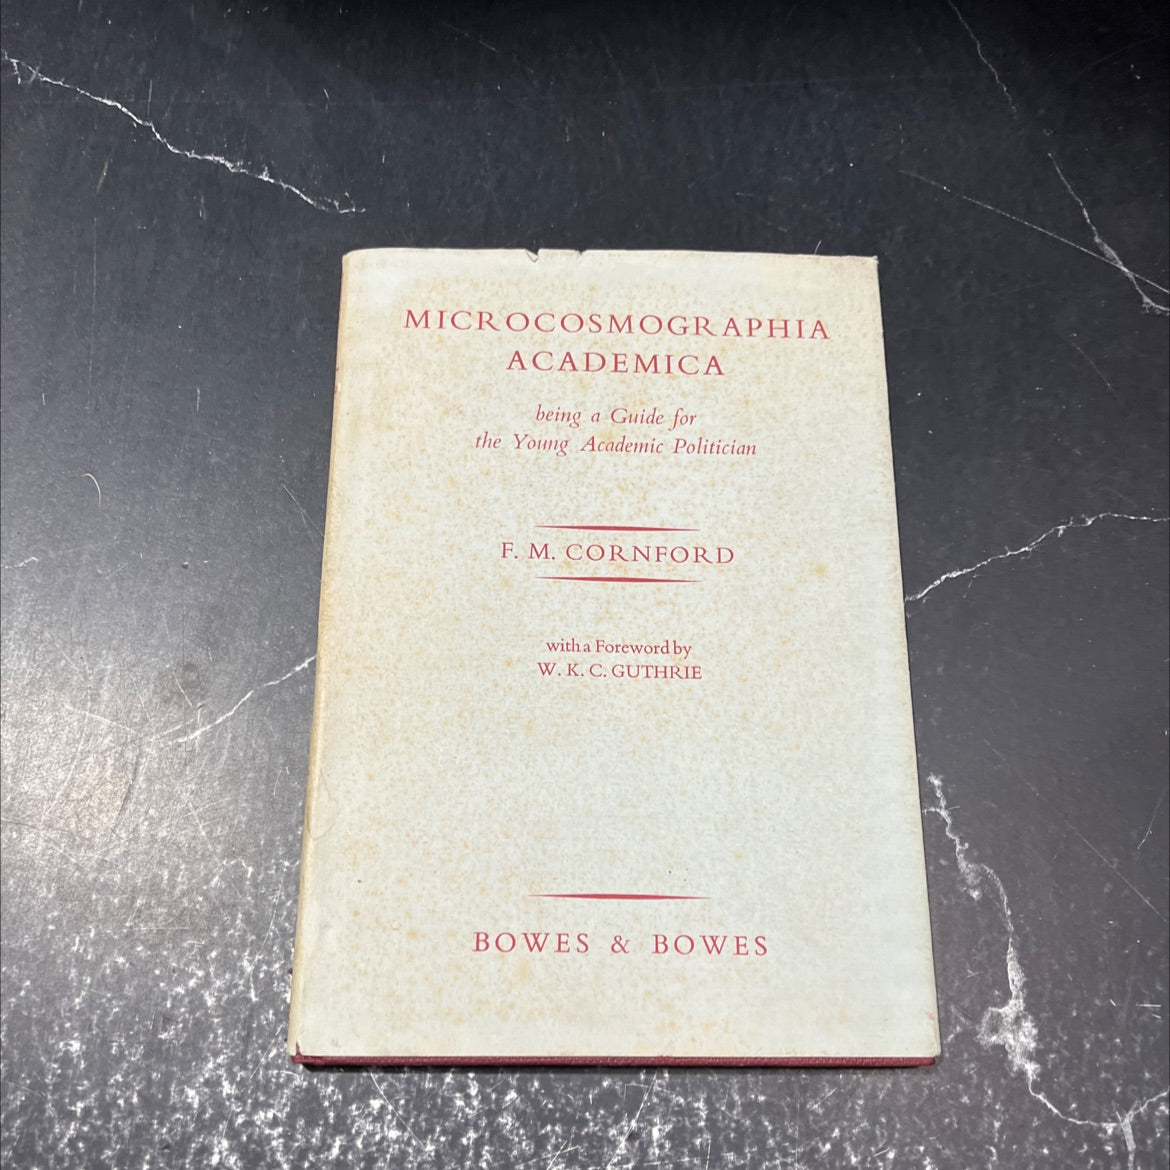 MICROCOSMOGRAPHIA
ACADEMICA
being a Guide for
the Young Academic Politician
F. M. CORNFORD
with a Foreword by
W. K. C. GUTHRIE
BOWES & BOWES